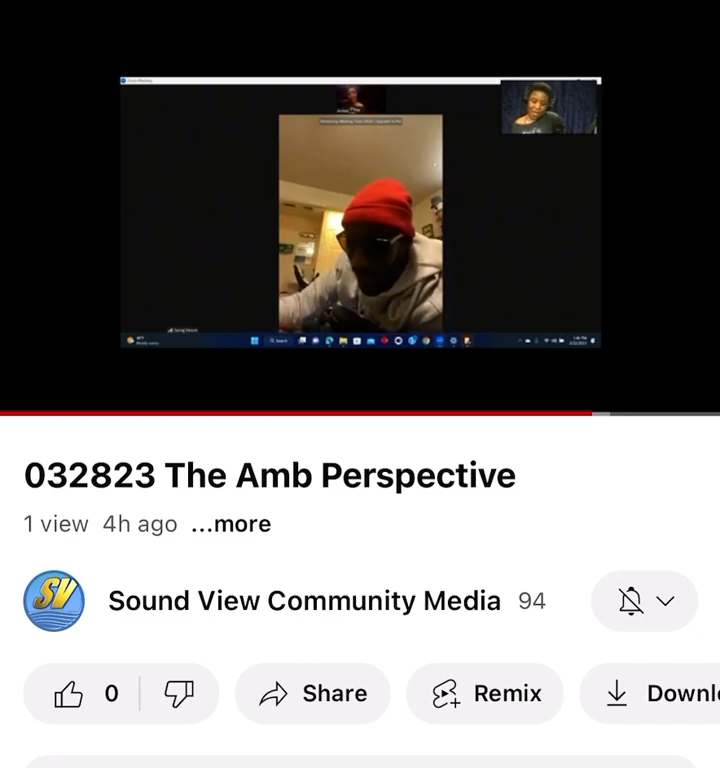 Search
032823 The Amb Perspective
1 view 4h ago ...more
SV
Sound View Community Media 94
0
Share
Remix
Downl